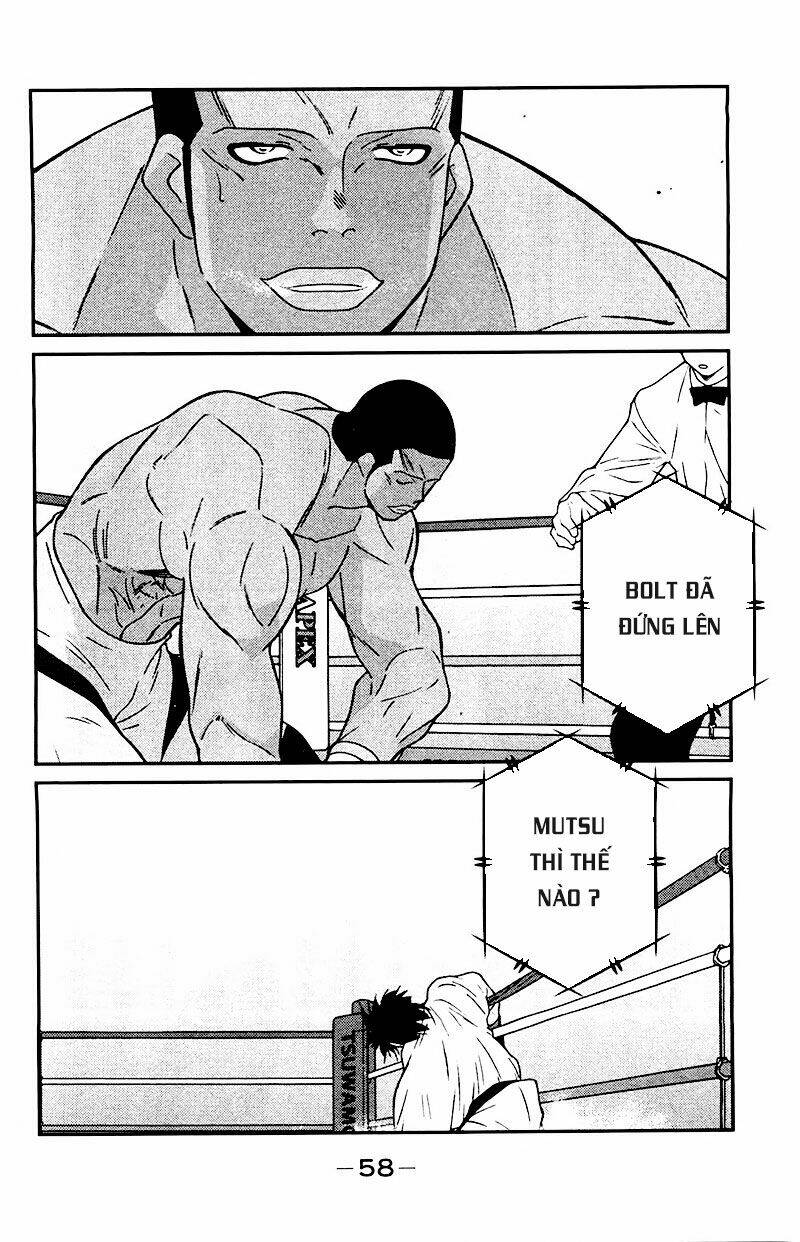 BOLT ĐÃ
ĐỨNG LÊN
APEX
MUTSU
THÌ THẾ
NÀO ?
TSUWAMO
-58-